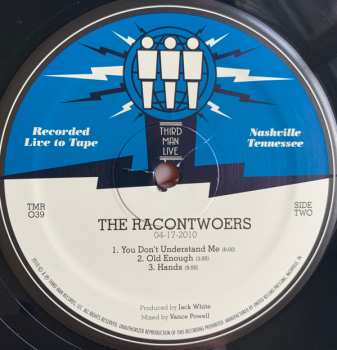 Recorded
Live to Tape
THIRD
MAN
LIVE
Nashville
Tennessee
TMR
039
SIDE
TWO
THE RACONTWOERS
04-17-2010
1. You Don't Understand Me
2. Old Enough
3. Hands
Produced by Jack White
Mixed by Vance Powell